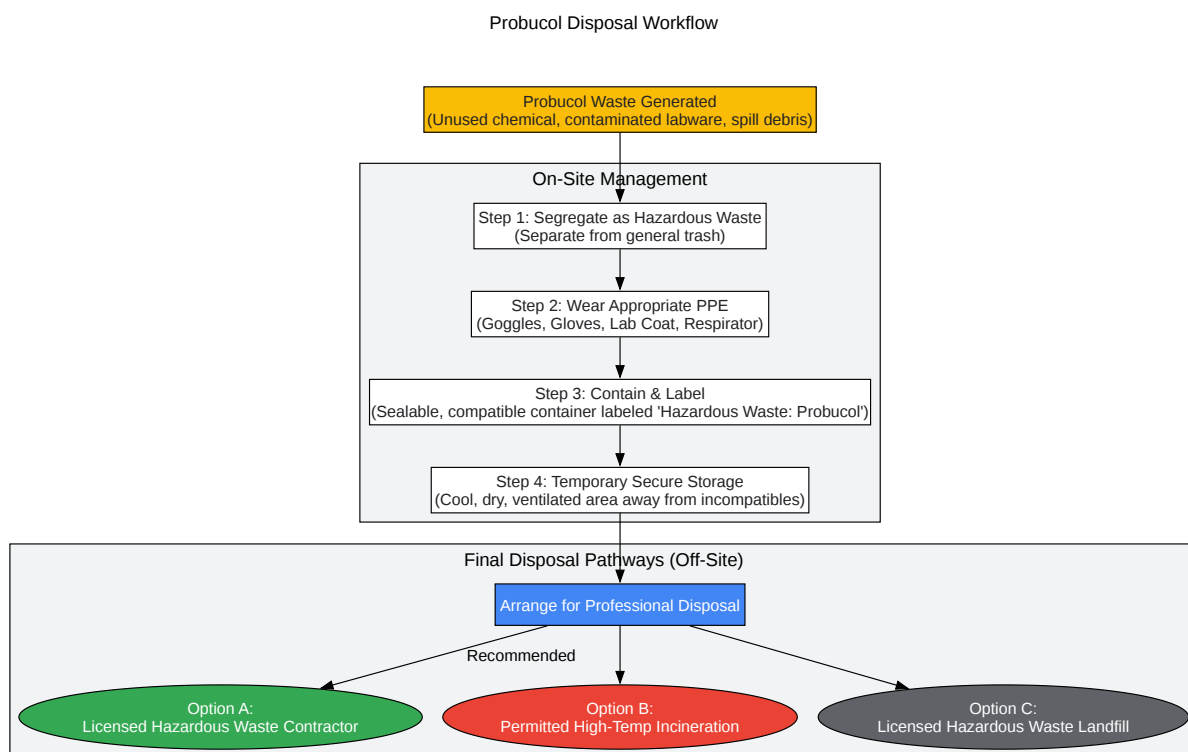 Probucol Disposal Workflow
Probucol Waste Generated
(Unused chemical, contaminated labware, spill debris)
On-Site Management
Step 1: Segregate as Hazardous Waste
(Separate from general trash)
Step 2: Wear Appropriate PPE
(Goggles, Gloves, Lab Coat, Respirator)
Step 3: Contain & Label
(Sealable, compatible container labeled 'Hazardous Waste: Probucol')
Step 4: Temporary Secure Storage
(Cool, dry, ventilated area away from incompatibles)
Final Disposal Pathways (Off-Site)
Arrange for Professional Disposal
Recommended
Option A:
Licensed Hazardous Waste Contractor
Option B:
Permitted High-Temp Incineration
Option C:
Licensed Hazardous Waste Landfill